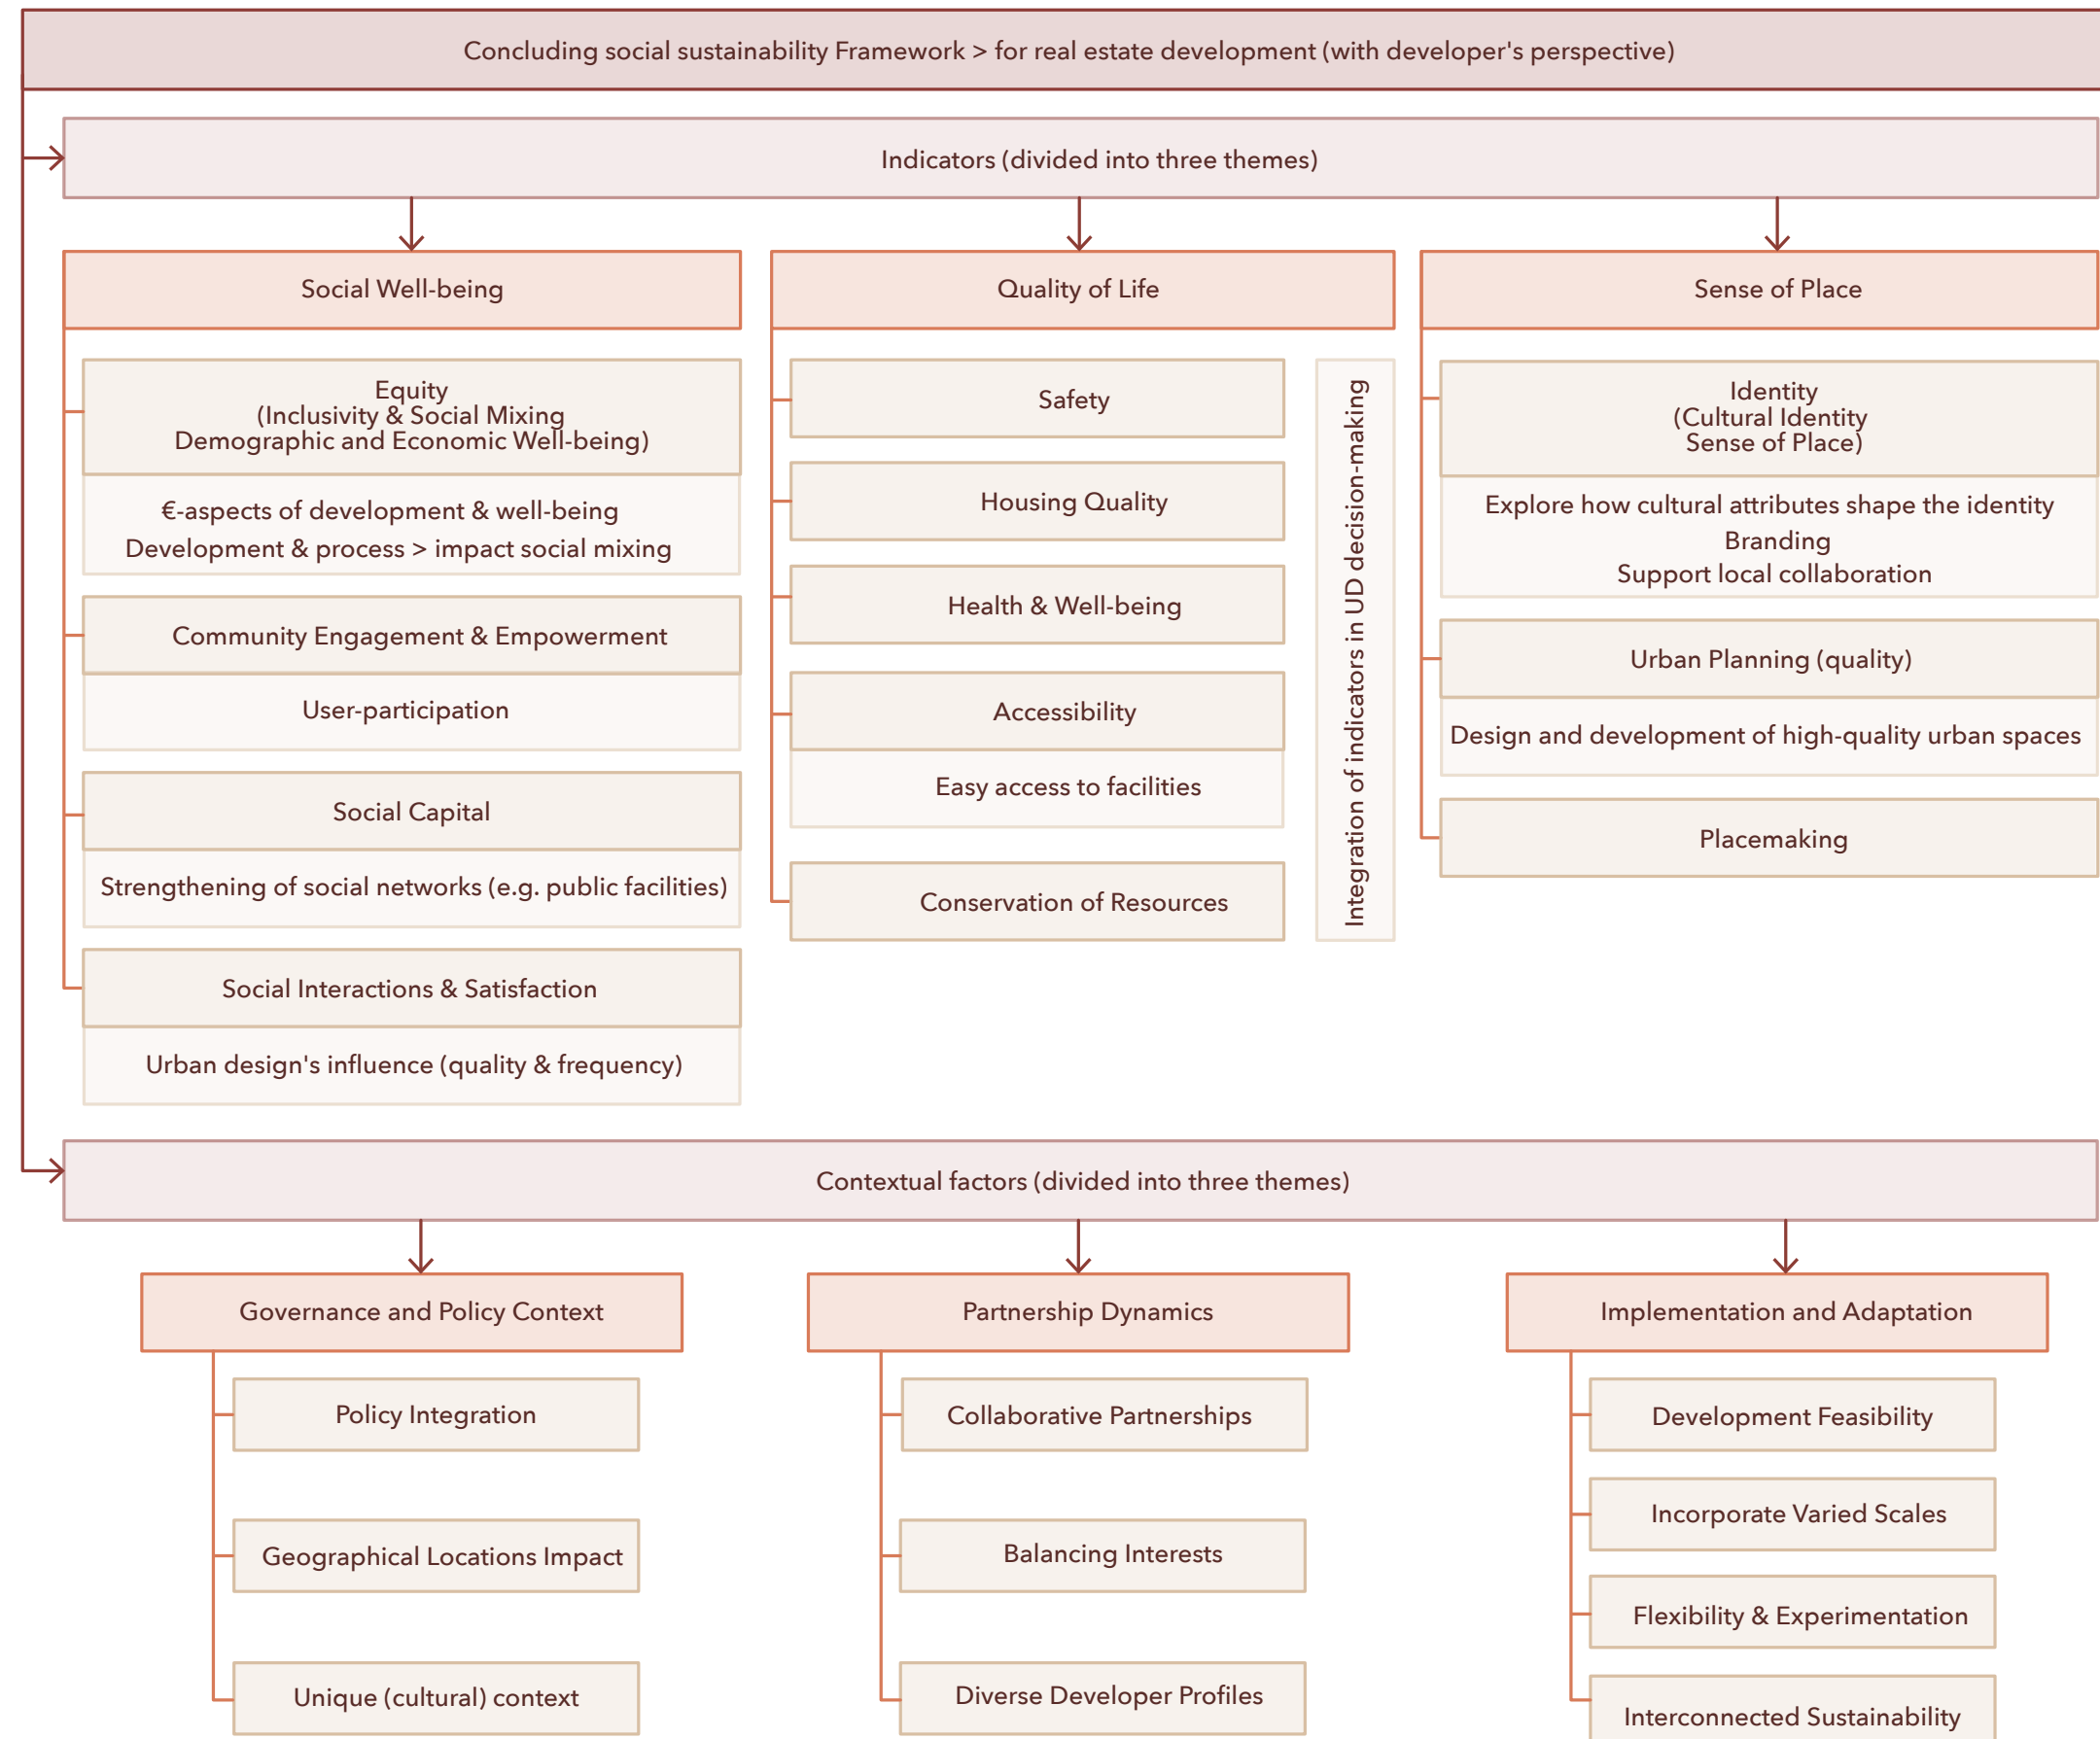 Concluding social sustainability Framework > for real estate development (with developer's perspective)
Indicators (divided into three themes)
Social Well-being
Equity
(Inclusivity & Social Mixing
Demographic and Economic Well-being)
€-aspects of development & well-being
Development & process > impact social mixing
Community Engagement & Empowerment
User-participation
Social Capital
Strengthening of social networks (e.g. public facilities)
Social Interactions & Satisfaction
Urban design's influence (quality & frequency)
Quality of Life
Safety
Housing Quality
Health & Well-being
Accessibility
Easy access to facilities
Conservation of Resources
Integration of indicators in UD decision-making
Sense of Place
Identity
(Cultural Identity
Sense of Place)
Explore how cultural attributes shape the identity
Branding
Support local collaboration
Urban Planning (quality)
Design and development of high-quality urban spaces
Placemaking
Contextual factors (divided into three themes)
Governance and Policy Context
Policy Integration
Geographical Locations Impact
Unique (cultural) context
Partnership Dynamics
Collaborative Partnerships
Balancing Interests
Diverse Developer Profiles
Implementation and Adaptation
Development Feasibility
Incorporate Varied Scales
Flexibility & Experimentation
Interconnected Sustainability